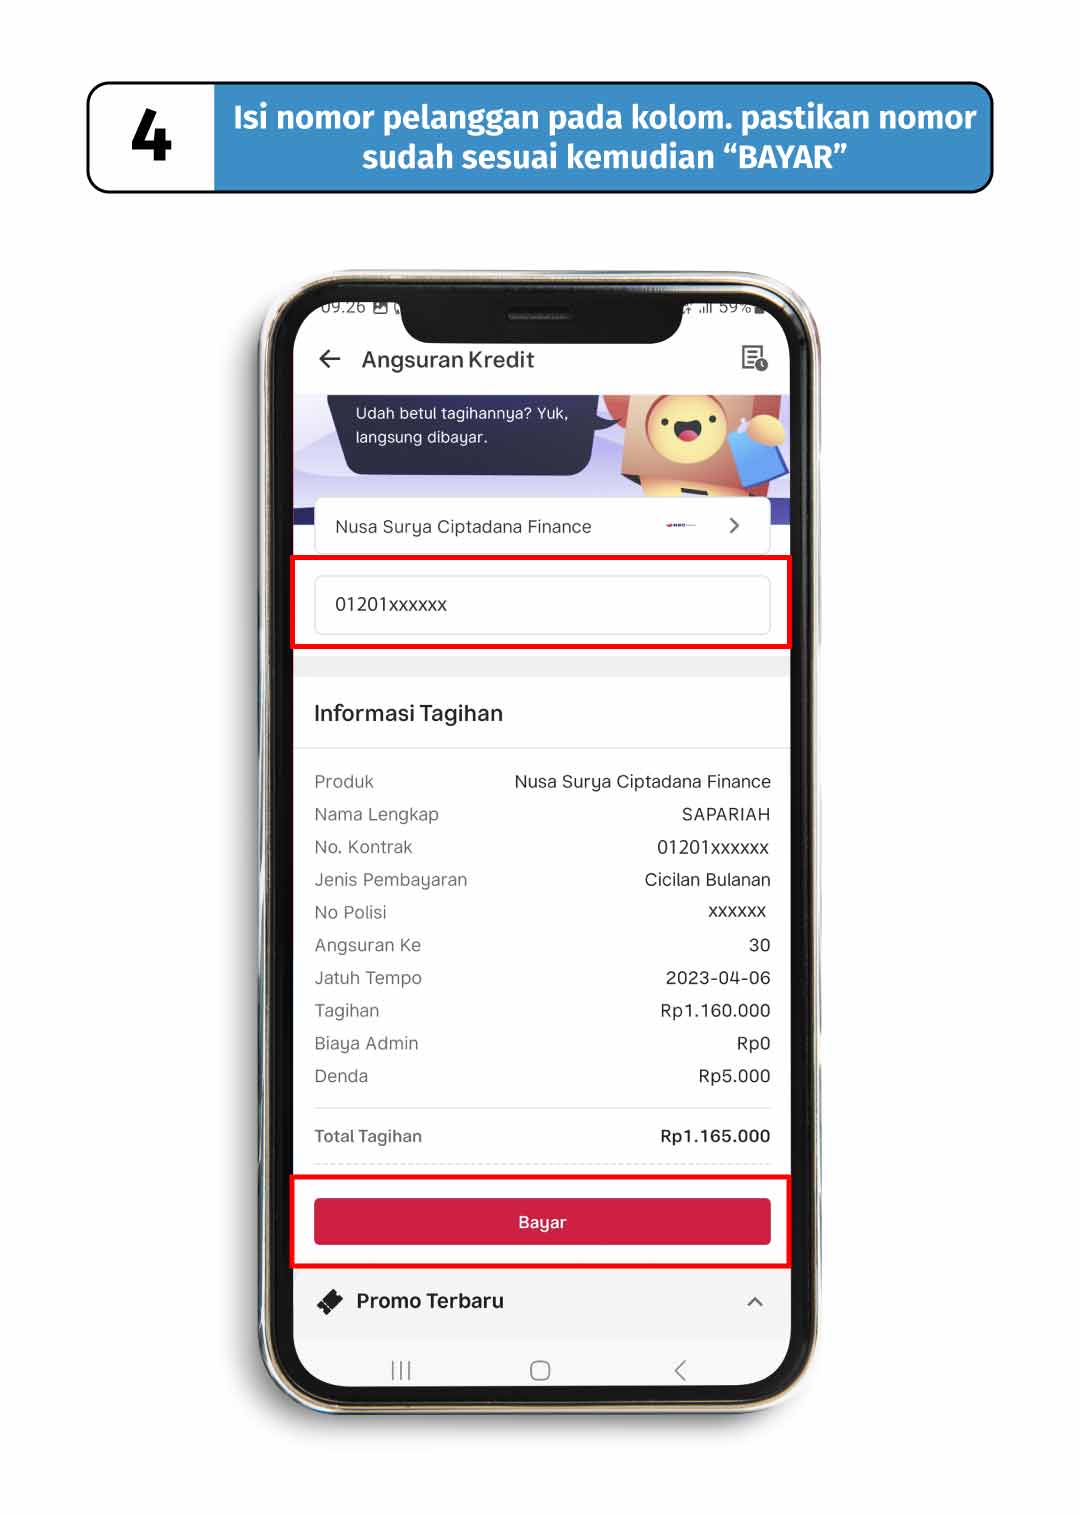 4
Isi nomor pelanggan pada kolom. pastikan nomor
sudah sesuai kemudian “BAYAR”
09.26
59%
Angsuran Kredit
Udah betul tagihannya? Yuk,
langsung dibayar.
Nusa Surya Ciptadana Finance
01201xxxxxx
Informasi Tagihan
Produk Nusa Surya Ciptadana Finance
Nama Lengkap SAPARIAH
No. Kontrak 01201xxxxxx
Jenis Pembayaran Cicilan Bulanan
No Polisi xxxxxx
Angsuran Ke 30
Jatuh Tempo 2023-04-06
Tagihan Rp1.160.000
Biaya Admin Rp0
Denda Rp5.000
Total Tagihan Rp1.165.000
Bayar
Promo Terbaru